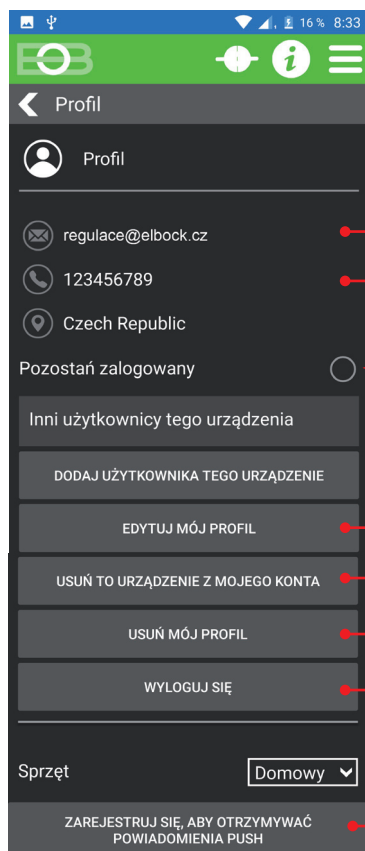 16 % 8:33
EOB
Profil
Profil
regulace@elbock.cz
123456789
Czech Republic
Pozostań zalogowany
Inni użytkownicy tego urządzenia
DODAJ UŻYTKOWNIKA TEGO URZĄDZENIE
EDYTUJ MÓJ PROFIL
USUŃ TO URZĄDZENIE Z MOJEGO KONTA
USUŃ MÓJ PROFIL
WYLOGUJ SIĘ
Sprzęt Domowy
ZAREJESTRUJ SIĘ, ABY OTRZYMYWAĆ
POWIADOMIENIA PUSH